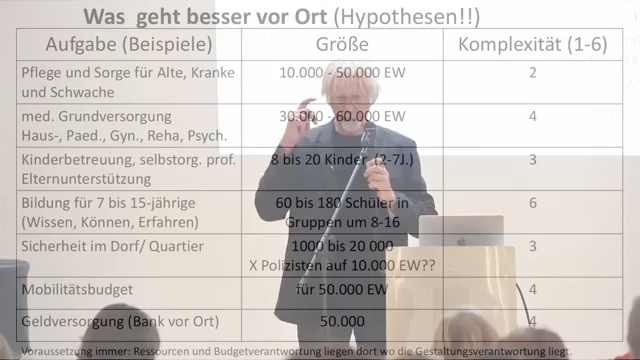 Was geht besser vor Ort (Hypothesen!!)
Aufgabe (Beispiele) Größe Komplexität (1-6)
Pflege und Sorge für Alte, Kranke und Schwache 10.000 - 50.000 EW 2
med. Grundversorgung
Haus-, Paed., Gyn., Reha, Psych. 30.000 - 60.000 EW 4
Kinderbetreuung, selbstorg. prof.
Elternunterstützung 8 bis 20 Kinder (2-7J.) 3
Bildung für 7 bis 15-jährige
(Wissen, Können, Erfahren) 60 bis 180 Schüler in
Gruppen um 8-16 6
Sicherheit im Dorf/ Quartier 1000 bis 20 000
X Polizisten auf 10.000 EW?? 3
Mobilitätsbudget für 50.000 EW 4
Geldversorgung (Bank vor Ort) 50.000 4
Voraussetzung immer: Ressourcen und Budgetverantwortung liegen dort wo die Gestaltungsverantwortung liegt.